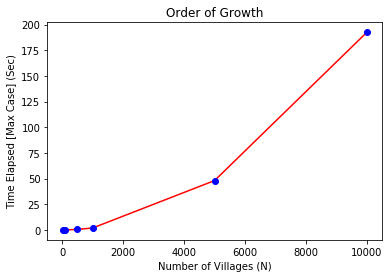 Order of Growth
Time Elapsed [Max Case] (Sec)
200
175
150
125
100
75
50
25
0
0 2000 4000 6000 8000 10000
Number of Villages (N)